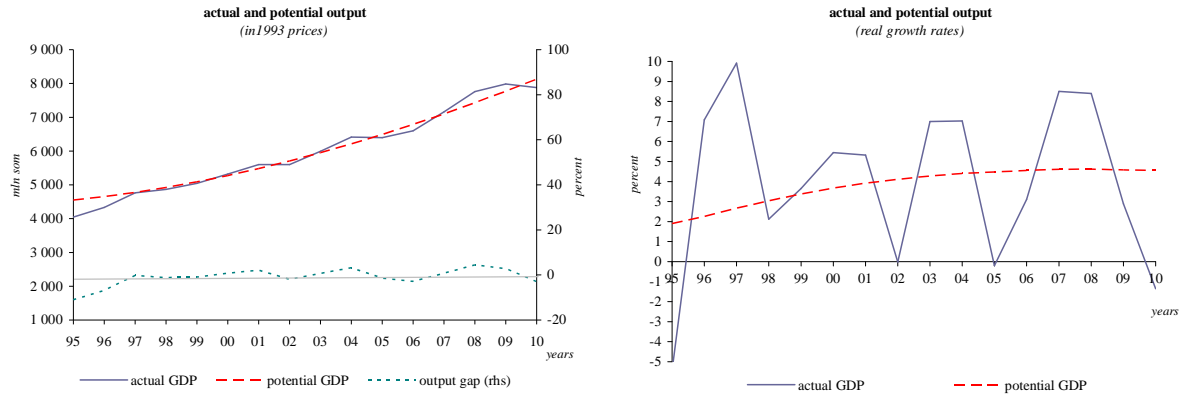 actual and potential output
(in1993 prices)
mln som
9 000
8 000
7 000
6 000
5 000
4 000
3 000
2 000
1 000
100
80
60
40
20
0
-20
percent
95 96 97 98 99 00 01 02 03 04 05 06 07 08 09 10
years
actual GDP potential GDP output gap (rhs)
actual and potential output
(real growth rates)
percent
10
9
8
7
6
5
4
3
2
1
0
-1
-2
-3
-4
-5
95 96 97 98 99 00 01 02 03 04 05 06 07 08 09 10
years
actual GDP potential GDP